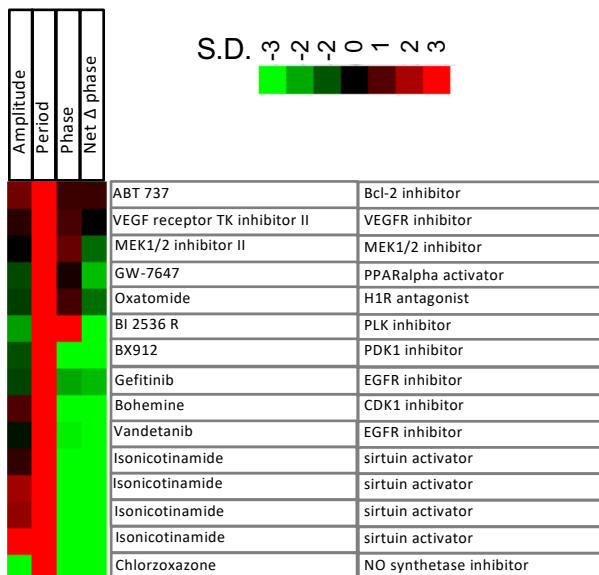 S.D. -3 -2 -2 0 1 2 3
Amplitude Period Phase Net Δ phase
ABT 737 Bcl-2 inhibitor
VEGF receptor TK inhibitor II VEGFR inhibitor
MEK1/2 inhibitor II MEK1/2 inhibitor
GW-7647 PPARalpha activator
Oxatomide H1R antagonist
BI 2536 R PLK inhibitor
BX912 PDK1 inhibitor
Gefitinib EGFR inhibitor
Bohemine CDK1 inhibitor
Vandetanib EGFR inhibitor
Isonicotinamide sirtuin activator
Isonicotinamide sirtuin activator
Isonicotinamide sirtuin activator
Isonicotinamide sirtuin activator
Chlorzoxazone NO synthetase inhibitor